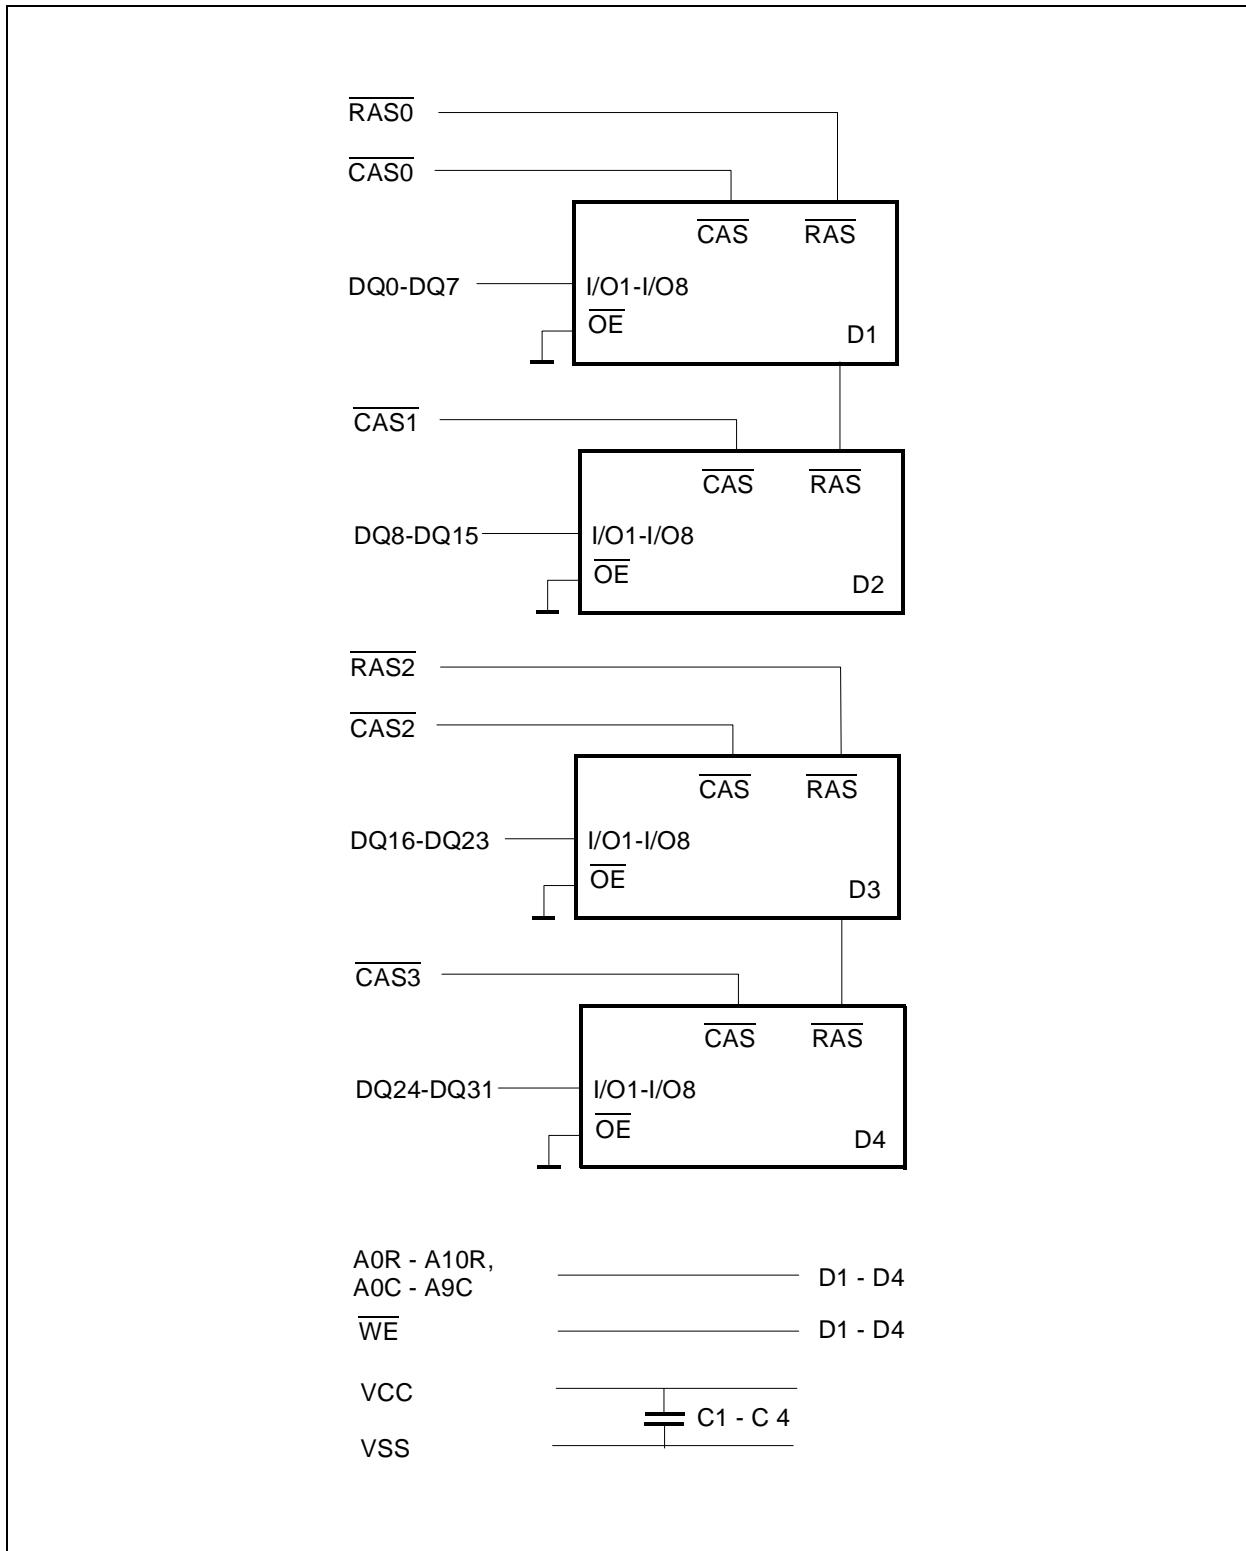 RAS0
CAS0
CAS RAS
DQ0-DQ7 I/O1-I/O8
OE
D1
CAS1
CAS RAS
DQ8-DQ15 I/O1-I/O8
OE
D2
RAS2
CAS2
CAS RAS
DQ16-DQ23 I/O1-I/O8
OE
D3
CAS3
CAS RAS
DQ24-DQ31 I/O1-I/O8
OE
D4
A0R - A10R,
A0C - A9C D1 - D4
WE D1 - D4
VCC
C1 - C 4
VSS